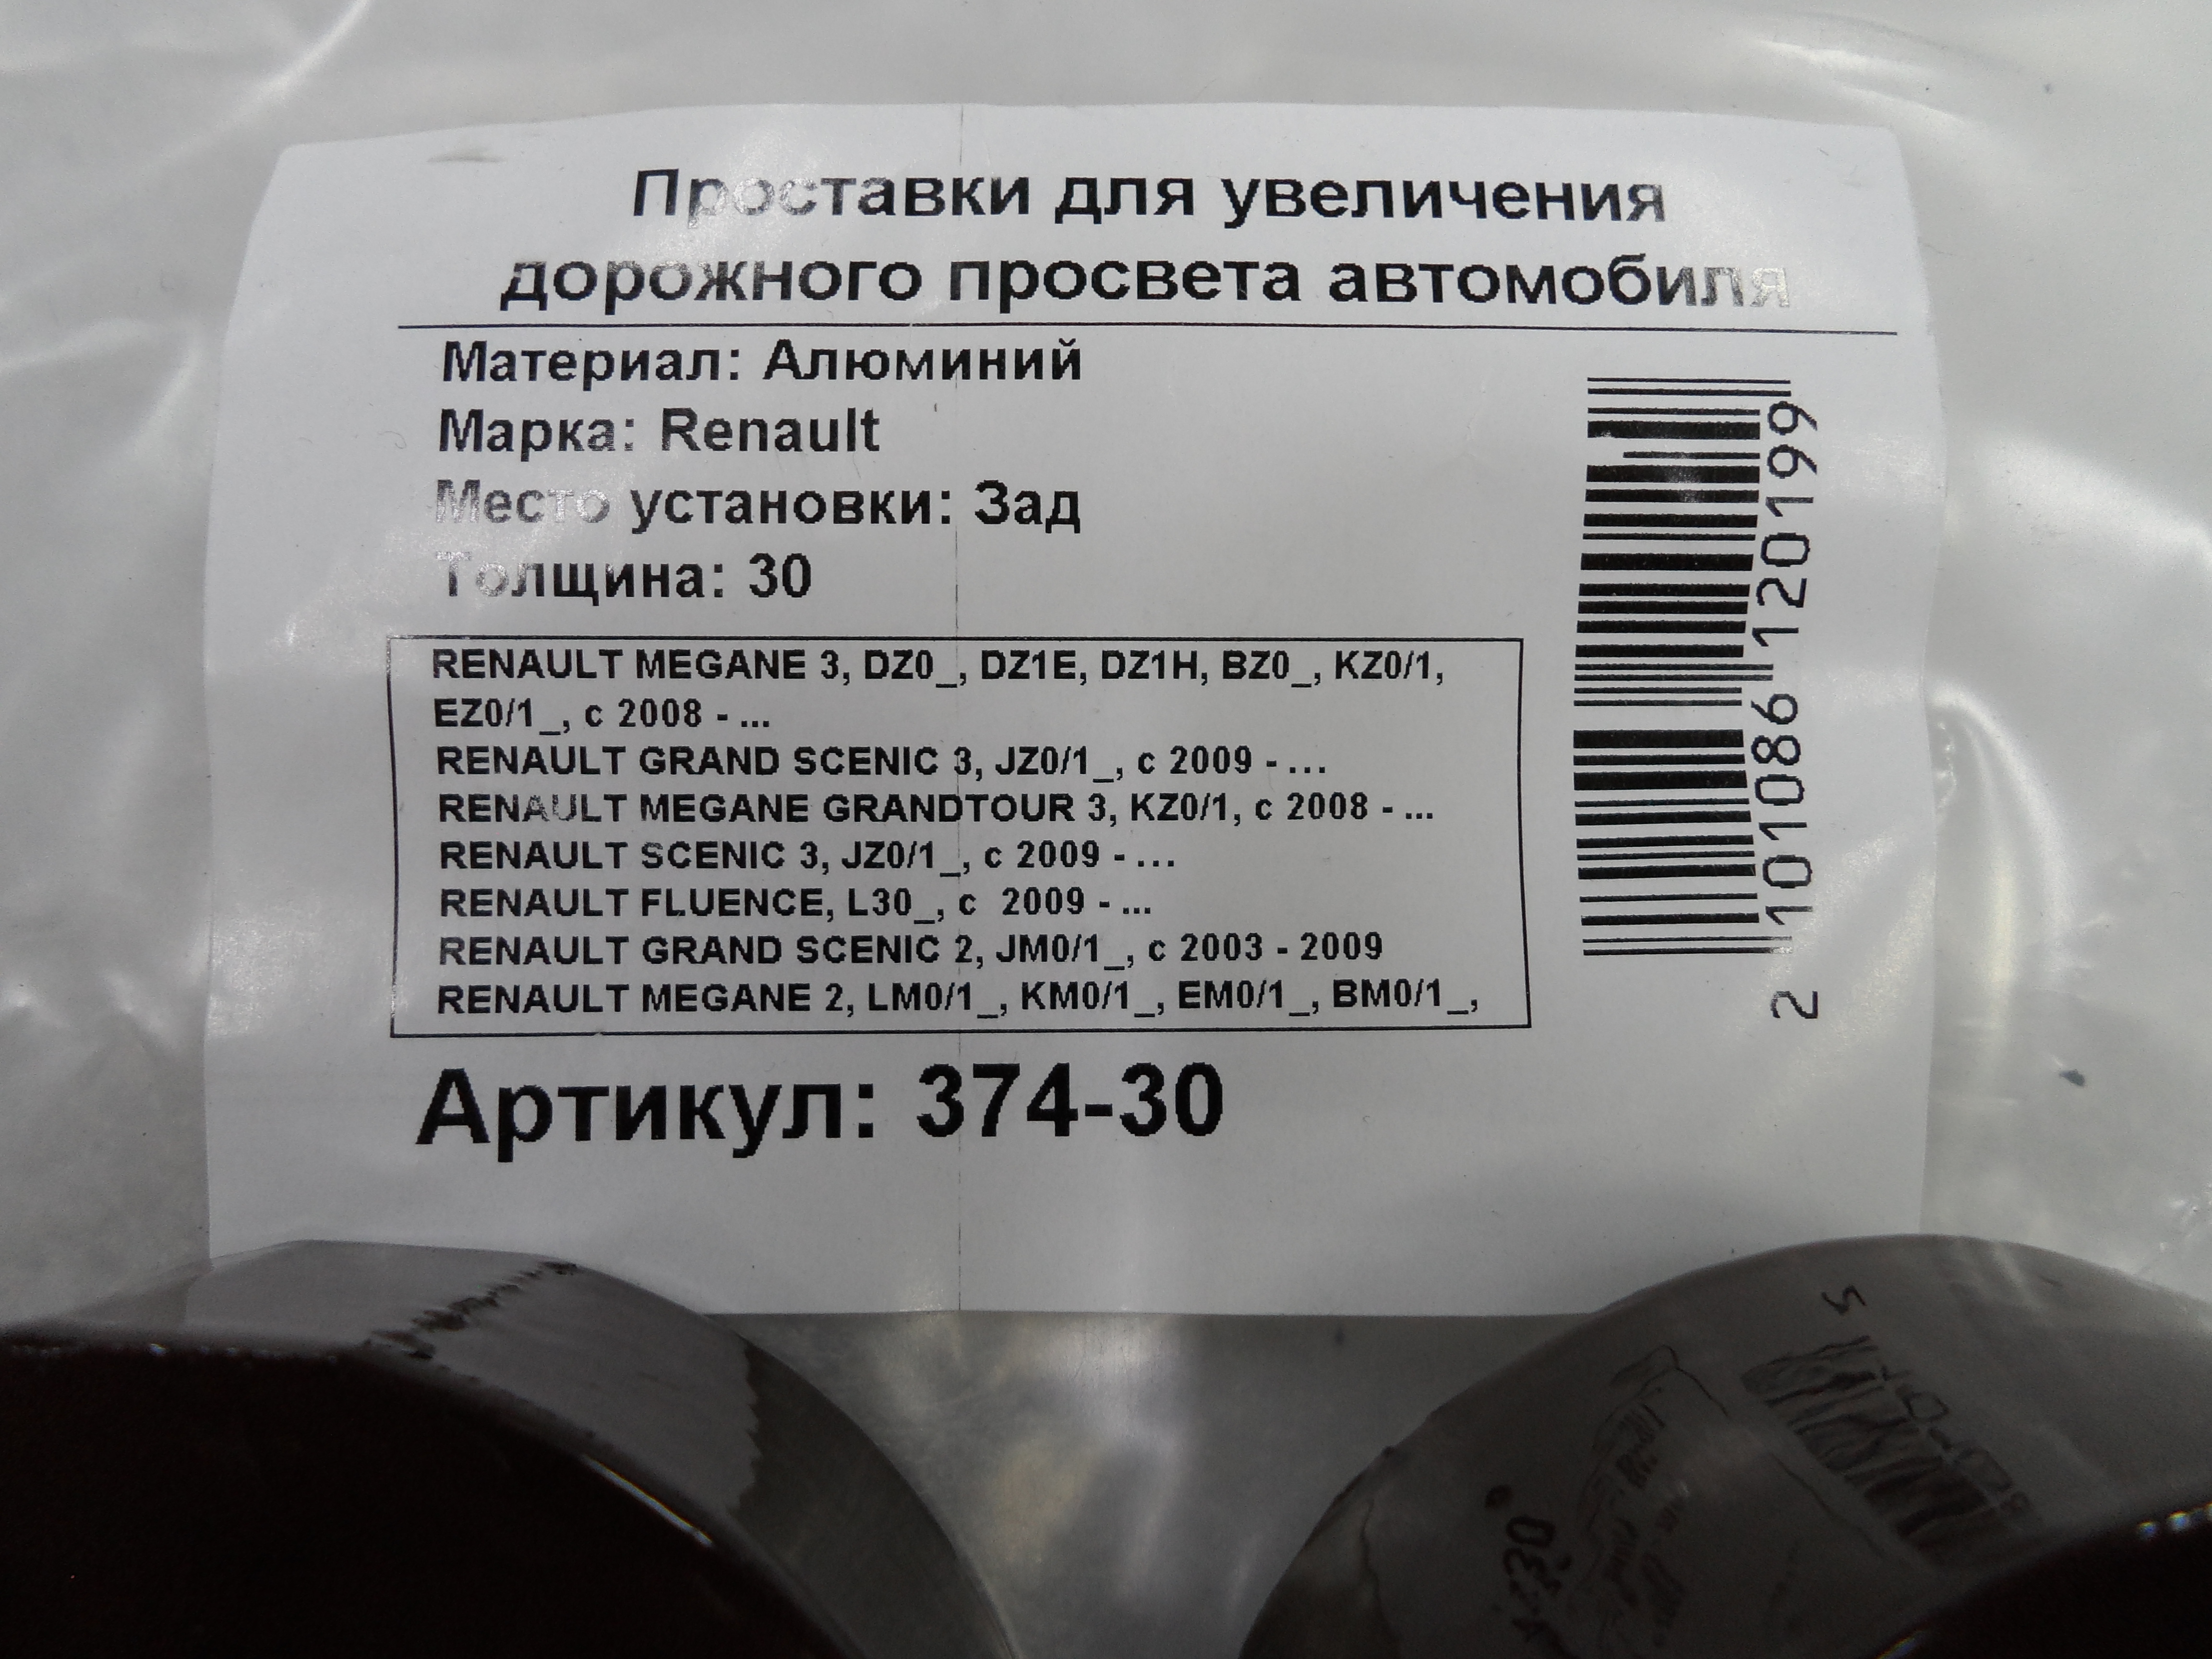 Проставки для увеличения
дорожного просвета автомобиля
Материал: Алюминий
Марка: Renault
Место установки: Зад
Толщина: 30
RENAULT MEGANE 3, DZ0_, DZ1E, DZ1H, BZ0_, KZ0/1,
EZ0/1_, с 2008 - ...
RENAULT GRAND SCENIC 3, JZ0/1_, с 2009 - ...
RENAULT MEGANE GRANDTOUR 3, KZ0/1, с 2008 - ...
RENAULT SCENIC 3, JZ0/1_, с 2009 - ...
RENAULT FLUENCE, L30_, с  2009 - ...
RENAULT GRAND SCENIC 2, JM0/1_, с 2003 - 2009
RENAULT MEGANE 2, LM0/1_, KM0/1_, EM0/1_, BM0/1_,
Артикул: 374-30
2 101086 120199